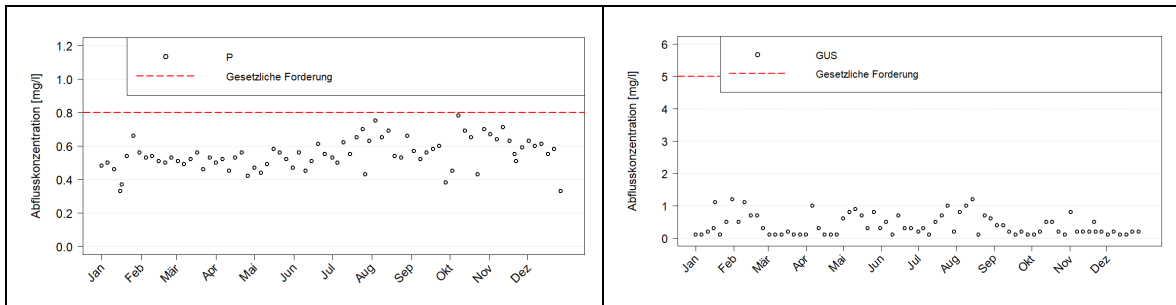 Abflusskonzentration [mg/l]
1.2
1.0
0.8
0.6
0.4
0.2
0.0
P
Gesetzliche Forderung
Jan
Feb
Mär
Apr
Mai
Jun
Jul
Aug
Sep
Okt
Nov
Dez
Abflusskonzentration [mg/l]
6
5
4
3
2
1
0
GUS
Gesetzliche Forderung
Jan
Feb
Mär
Apr
Mai
Jun
Jul
Aug
Sep
Okt
Nov
Dez